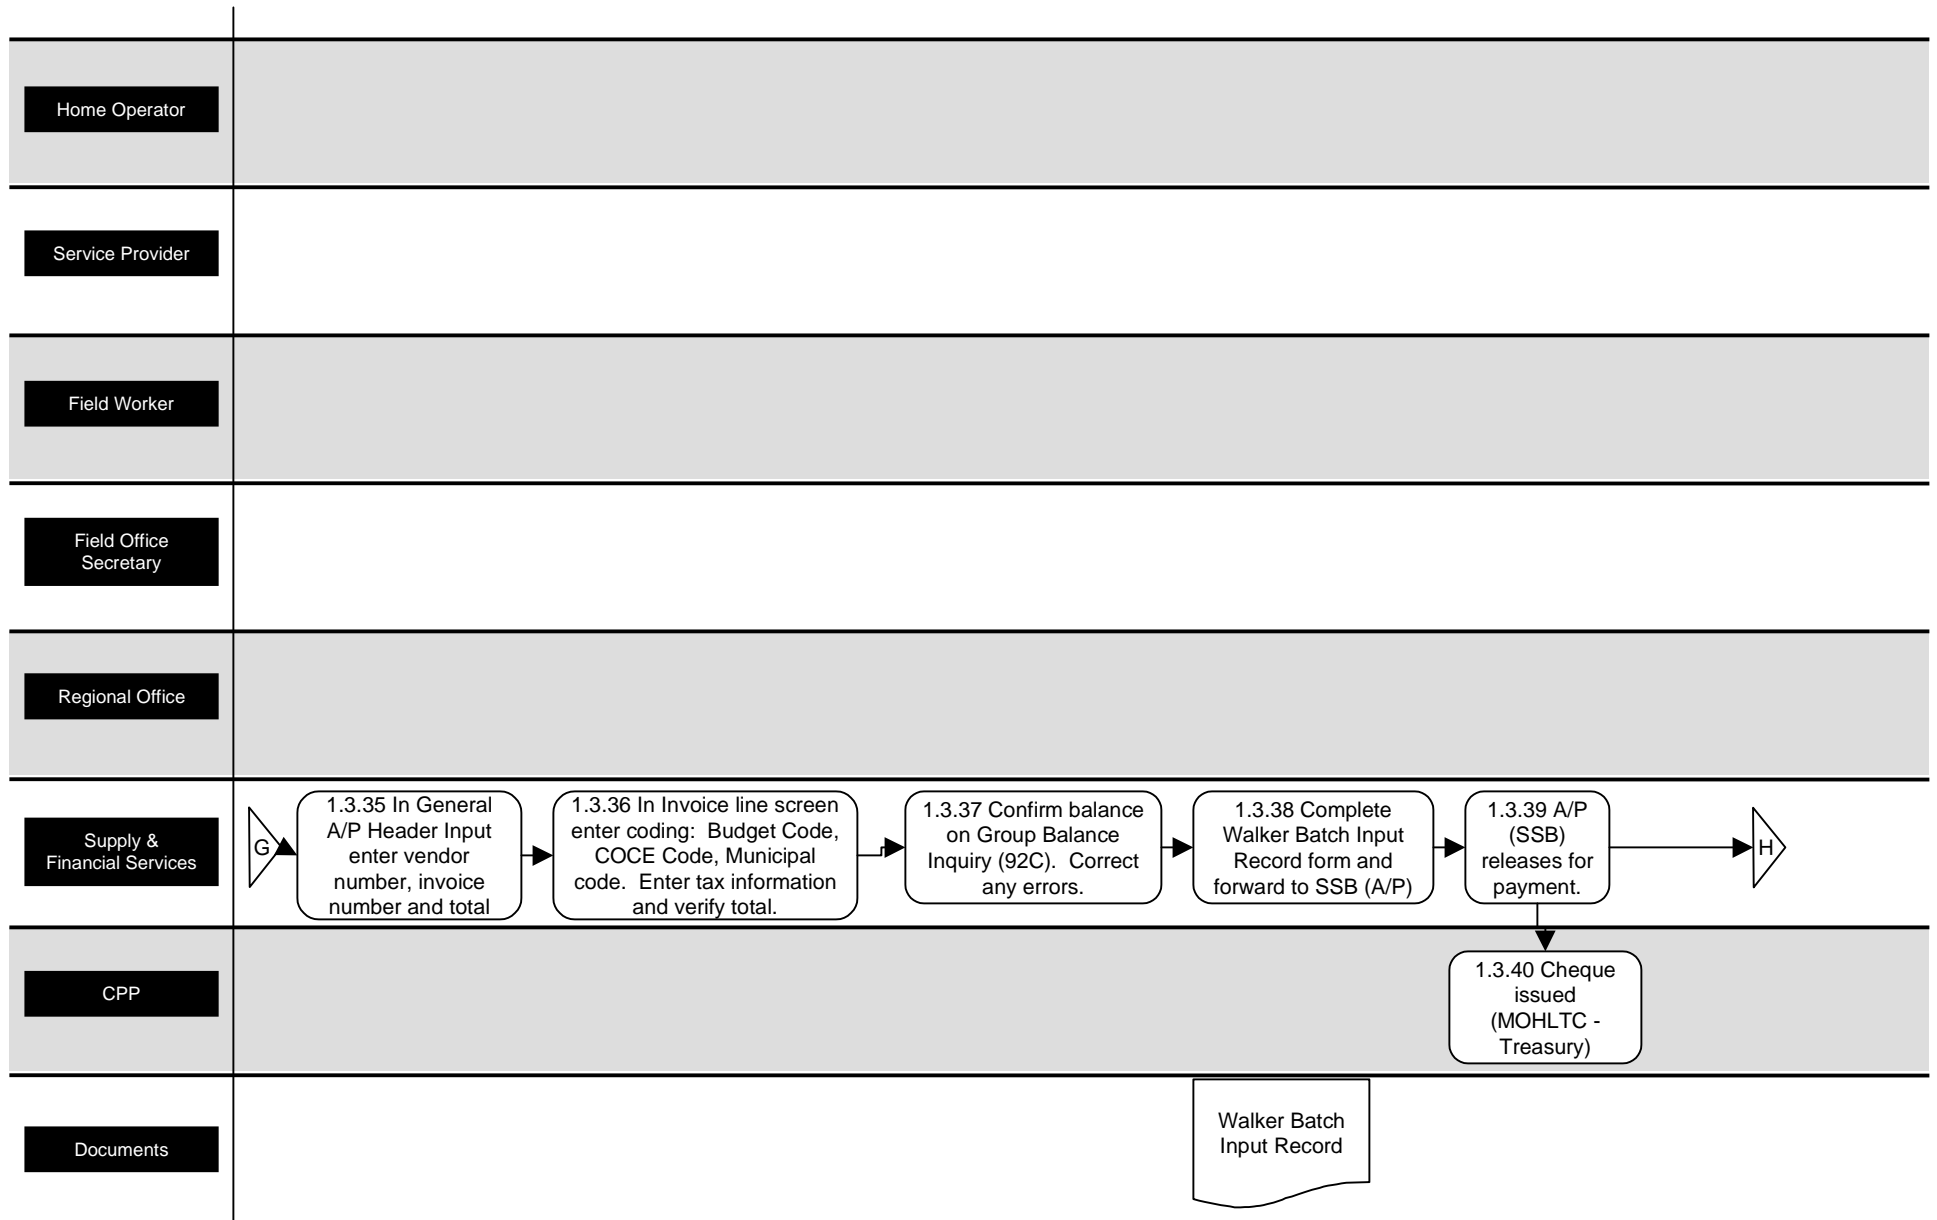 Home Operator
Service Provider
Field Worker
Field Office
Secretary
Regional Office
Supply &
Financial Services
G
1.3.35 In General
A/P Header Input
enter vendor
number, invoice
number and total
1.3.36 In Invoice line screen
enter coding: Budget Code,
COCE Code, Municipal
code. Enter tax information
and verify total.
1.3.37 Confirm balance
on Group Balance
Inquiry (92C). Correct
any errors.
1.3.38 Complete
Walker Batch Input
Record form and
forward to SSB (A/P)
1.3.39 A/P
(SSB)
releases for
payment.
H
CPP
1.3.40 Cheque
issued
(MOHLTC -
Treasury)
Documents
Walker Batch
Input Record